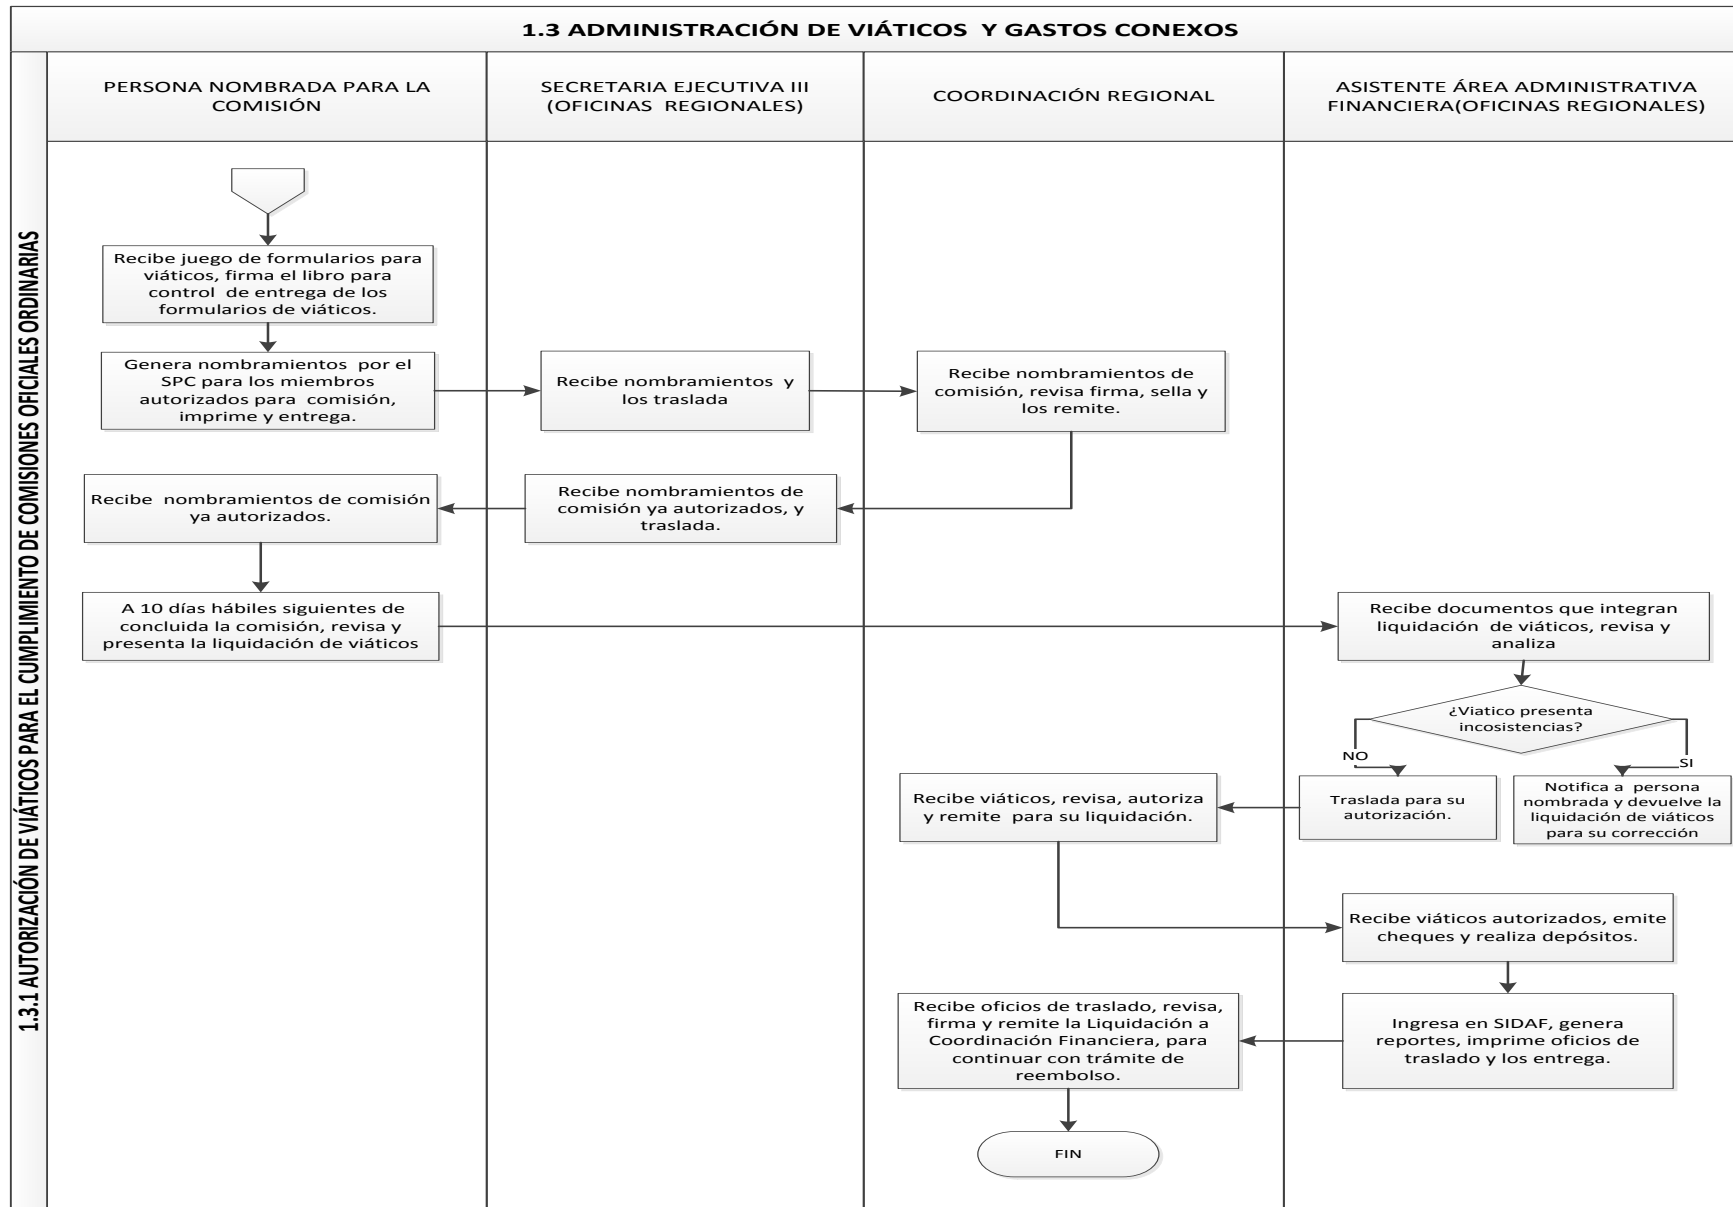 1.3 ADMINISTRACIÓN DE VIÁTICOS Y GASTOS CONEXOS
1.3.1 AUTORIZACIÓN DE VIÁTICOS PARA EL CUMPLIMIENTO DE COMISIONES OFICIALES ORDINARIAS
PERSONA NOMBRADA PARA LA
COMISIÓN
SECRETARIA EJECUTIVA III
(OFICINAS REGIONALES)
COORDINACIÓN REGIONAL
ASISTENTE ÁREA ADMINISTRATIVA
FINANCIERA(OFICINAS REGIONALES)
Recibe juego de formularios para
viáticos, firma el libro para
control de entrega de los
formularios de viáticos.
Genera nombramientos por el
SPC para los miembros
autorizados para comisión,
imprime y entrega.
Recibe nombramientos y
los traslada
Recibe nombramientos de
comisión, revisa firma, sella y
los remite.
Recibe nombramientos de comisión
ya autorizados.
Recibe nombramientos de
comisión ya autorizados, y
traslada.
A 10 días hábiles siguientes de
concluida la comisión, revisa y
presenta la liquidación de viáticos
Recibe documentos que integran
liquidación de viáticos, revisa y
analiza
¿Viatico presenta
incosistencias?
NO
SI
Recibe viáticos, revisa, autoriza
y remite para su liquidación.
Traslada para su
autorización.
Notifica a persona
nombrada y devuelve la
liquidación de viáticos
para su corrección
Recibe viáticos autorizados, emite
cheques y realiza depósitos.
Recibe oficios de traslado, revisa,
firma y remite la Liquidación a
Coordinación Financiera, para
continuar con trámite de
reembolso.
Ingresa en SIDAF, genera
reportes, imprime oficios de
traslado y los entrega.
FIN